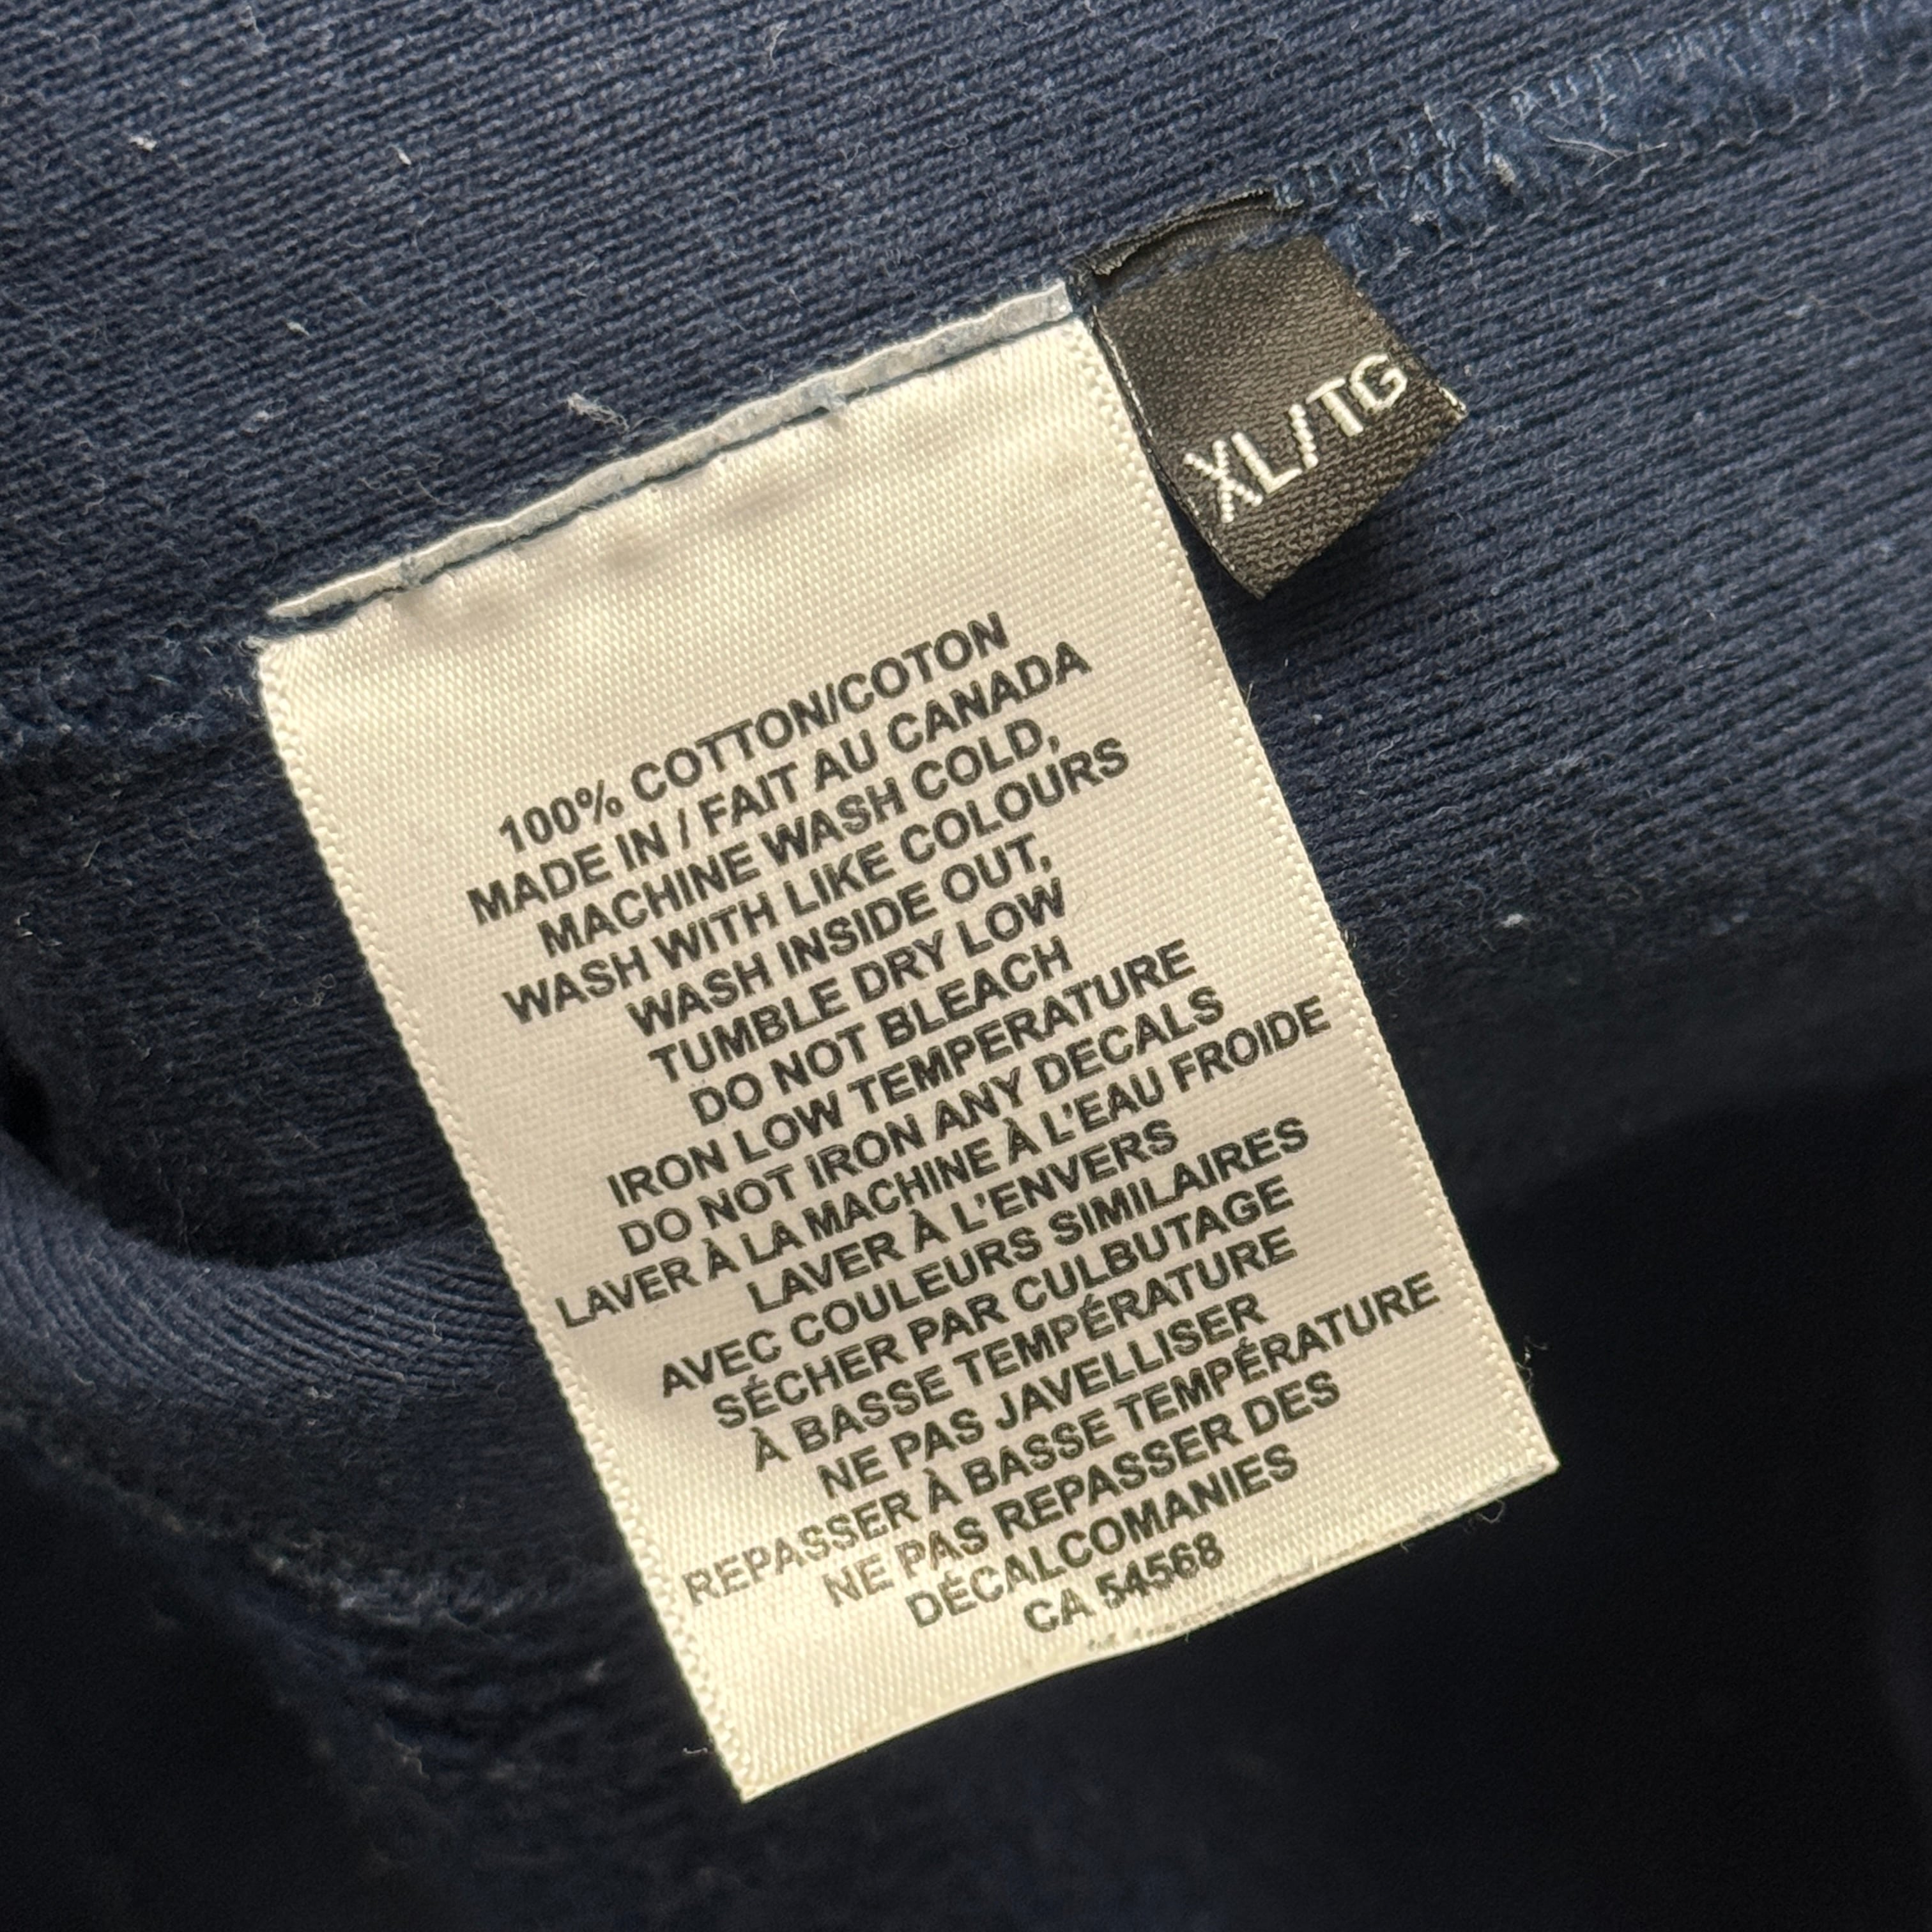 XL/TG
100% COTTON/COTON
MADE IN / FAIT AU CANADA
MACHINE WASH COLD,
WASH WITH LIKE COLOURS
WASH INSIDE OUT,
TUMBLE DRY LOW
DO NOT BLEACH
IRON LOW TEMPERATURE
DO NOT IRON ANY DECALS
LAVER À LA MACHINE À L'EAU FROIDE
LAVER À L'ENVERS
AVEC COULEURS SIMILAIRES
SÉCHER PAR CULBUTAGE
À BASSE TEMPÉRATURE
NE PAS JAVELLISER
REPASSER À BASSE TEMPÉRATURE
NE PAS REPASSER DES
DÉCALCOMANIES
CA 54568